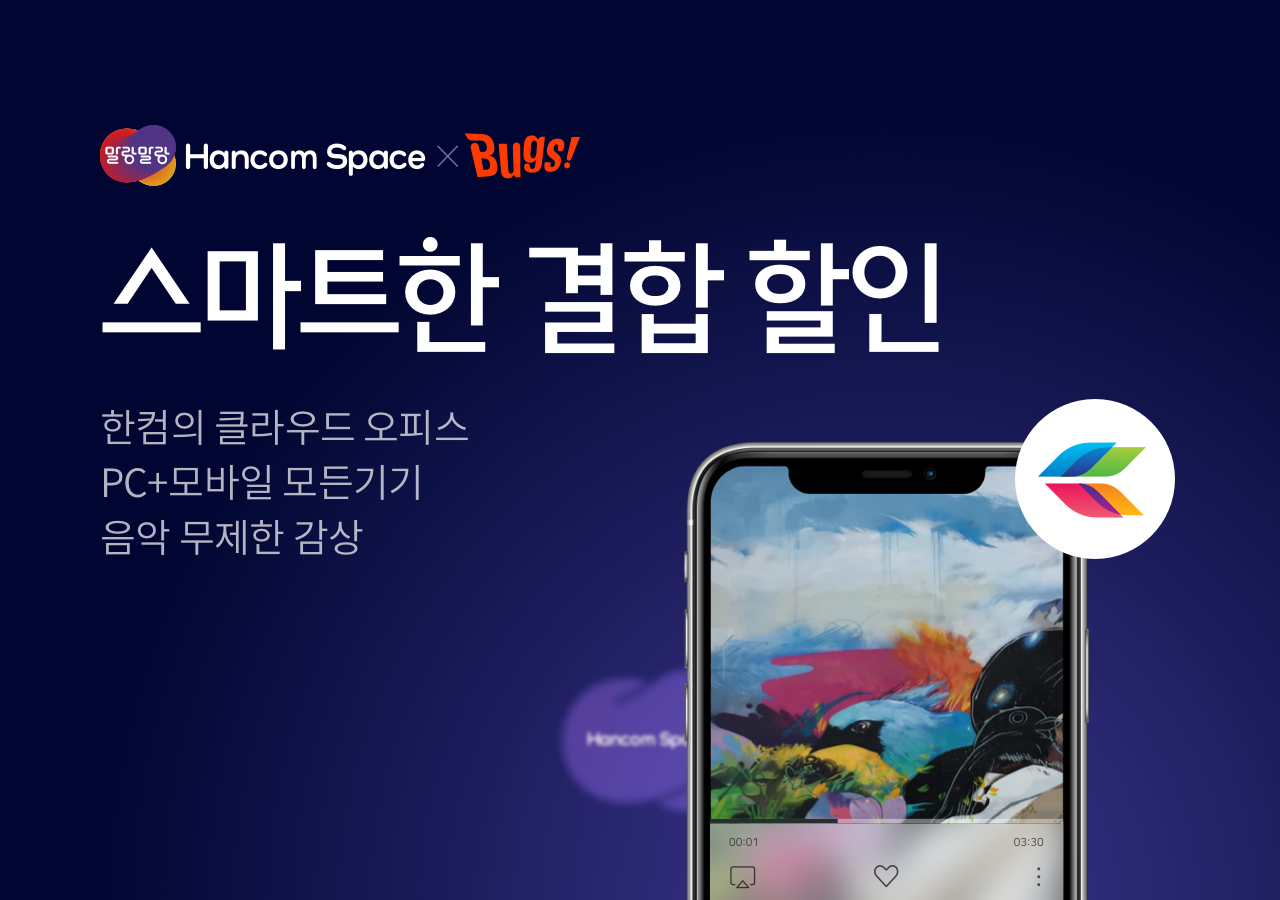 말랑말랑 Hancom Space × Bugs!
스마트한 결합 할인
한컴의 클라우드 오피스
PC+모바일 모든기기
음악 무제한 감상
Hancom
00:01 03:30